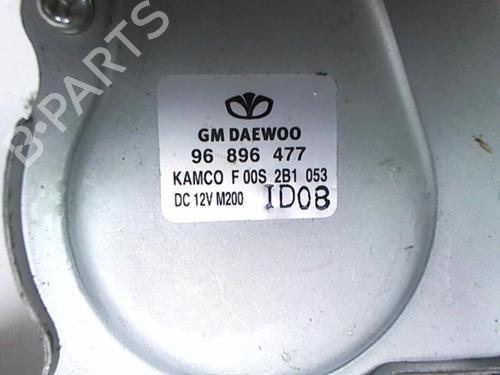 B-PARTS
GM DAEWOO
96 896 477
KAMCO F 00S 2B1 053
DC 12V M200 ID08